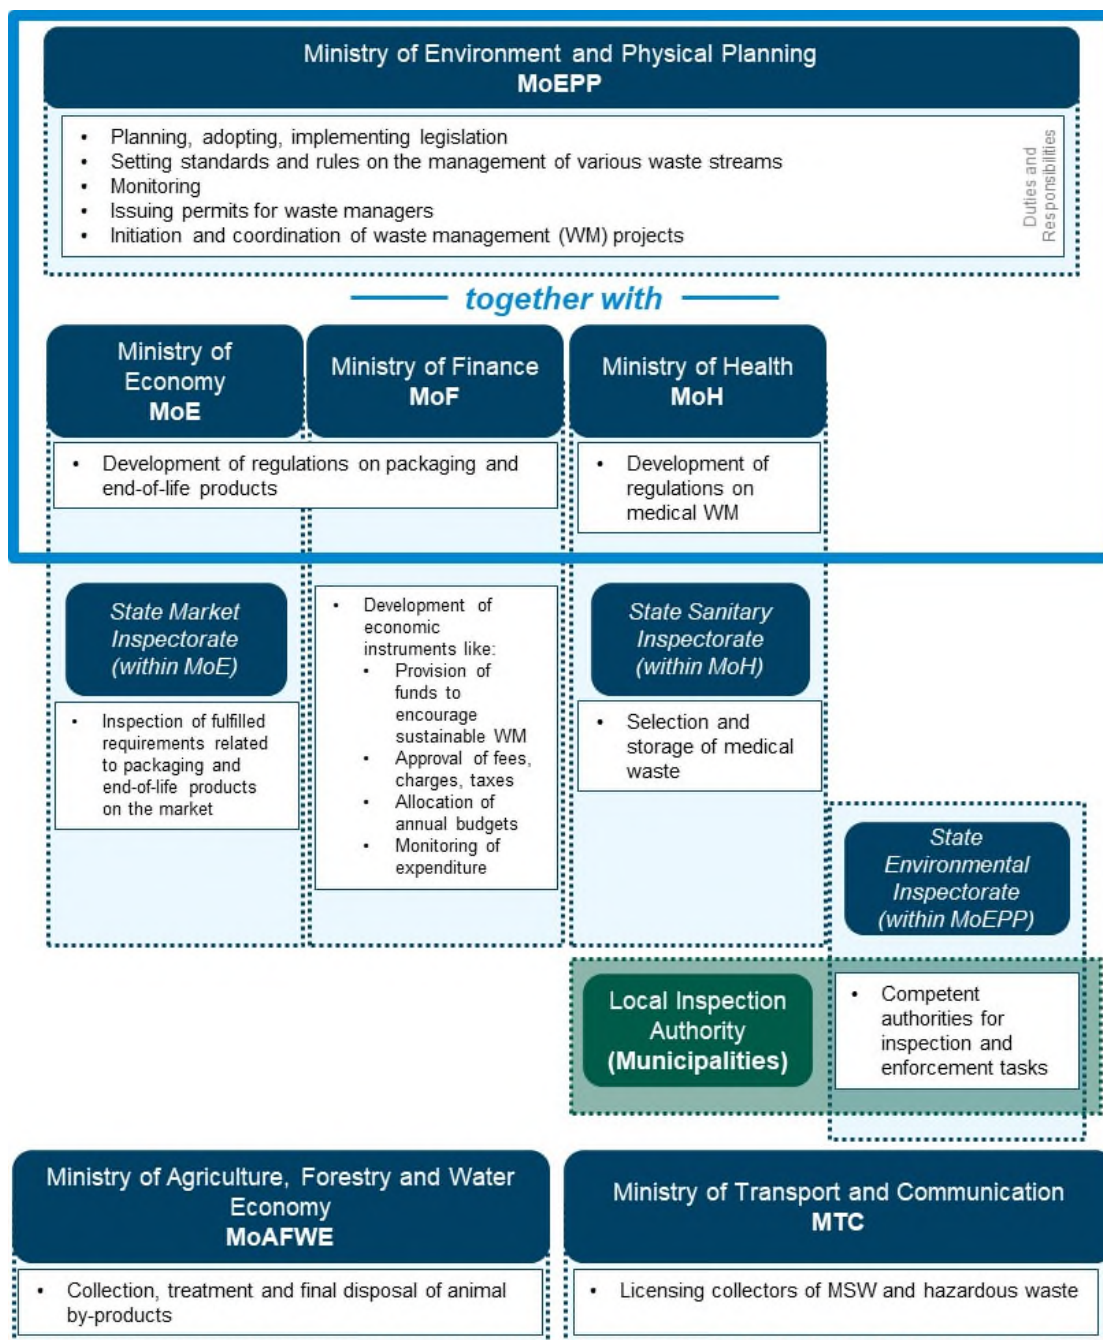 Ministry of Environment and Physical Planning
MoEPP
• Planning, adopting, implementing legislation
• Setting standards and rules on the management of various waste streams
• Monitoring
• Issuing permits for waste managers
• Initiation and coordination of waste management (WM) projects
Duties and
Responsibilities
together with
Ministry of
Economy
MoE
Ministry of Finance
MoF
Ministry of Health
MoH
• Development of regulations on packaging and
end-of-life products
• Development of
regulations on
medical WM
State Market
Inspectorate
(within MoE)
• Inspection of fulfilled
requirements related
to packaging and
end-of-life products
on the market
• Development of
economic
instruments like:
• Provision of
funds to
encourage
sustainable WM
• Approval of fees,
charges, taxes
• Allocation of
annual budgets
• Monitoring of
expenditure
State Sanitary
Inspectorate
(within MoH)
• Selection and
storage of medical
waste
State
Environmental
Inspectorate
(within MoEPP)
Local Inspection
Authority
(Municipalities)
• Competent
authorities for
inspection and
enforcement tasks
Ministry of Agriculture, Forestry and Water
Economy
MoAFWE
• Collection, treatment and final disposal of animal
by-products
Ministry of Transport and Communication
MTC
• Licensing collectors of MSW and hazardous waste